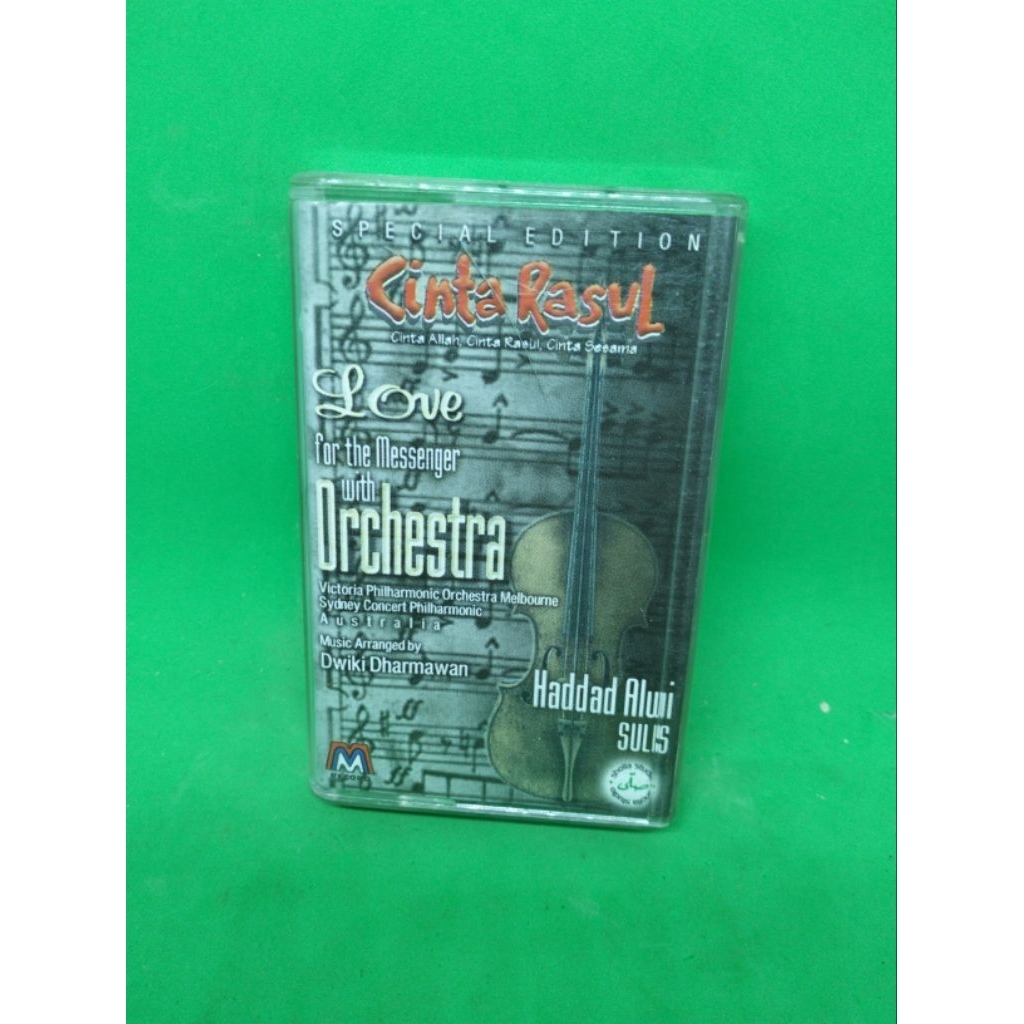 SPECIAL EDITION
Cinta Rasul
Cinta Allah, Cinta Rasul, Cinta Sesama
Love
for the Messenger
with
Orchestra
Victoria Philharmonic Orchestra Melbourne
Sydney Concert Philharmonic
Australia
Music Arranged by
Dwiki Dharmawan
Haddad Alwi
SULIS
M